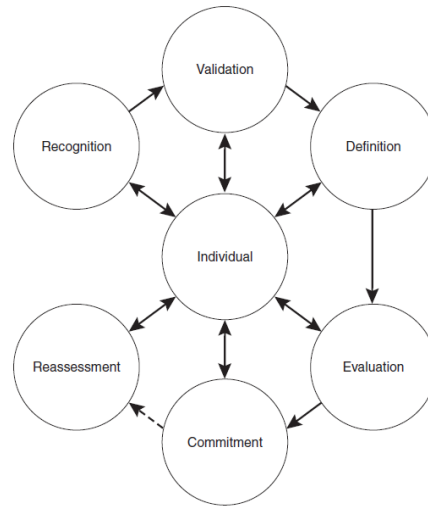 Validation
Recognition
Definition
Individual
Reassessment
Evaluation
Commitment